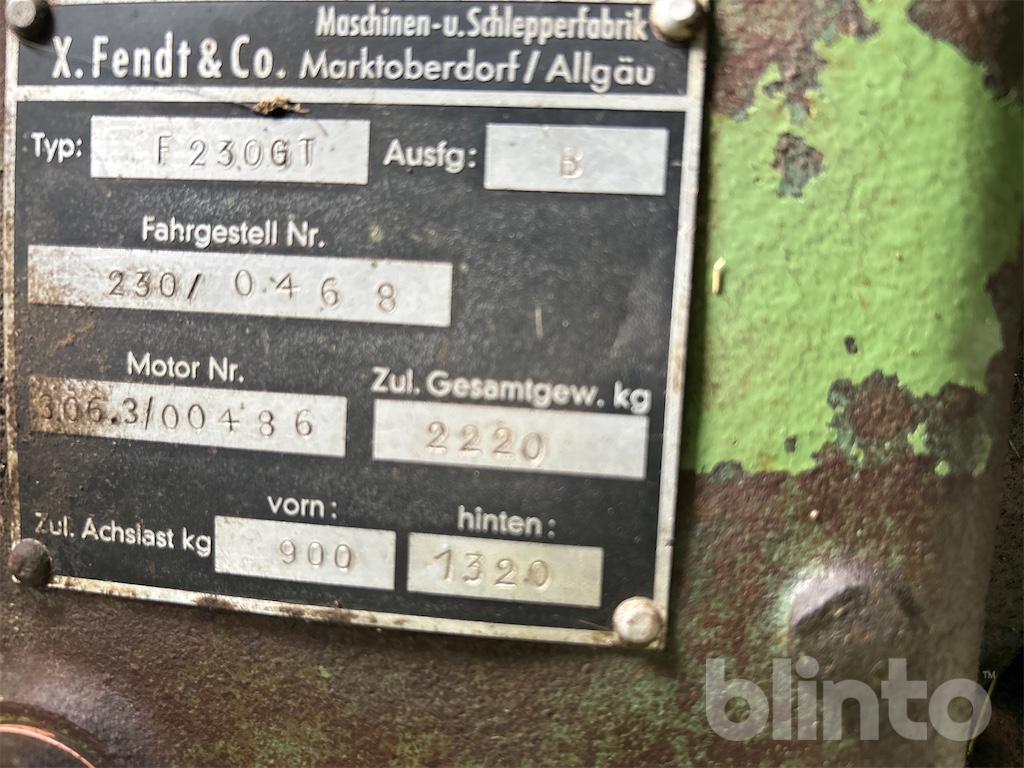 Maschinen-u.Schlepperfabrik
X. Fendt & Co. Marktoberdorf / Allgäu
Typ: F 230GT Ausfg: B
Fahrgestell Nr.
230/ 0468
Motor Nr. Zul. Gesamtgew. kg
306.3/00486 2220
vorn: hinten:
Zul. Achslast kg 900 1320
blinto™